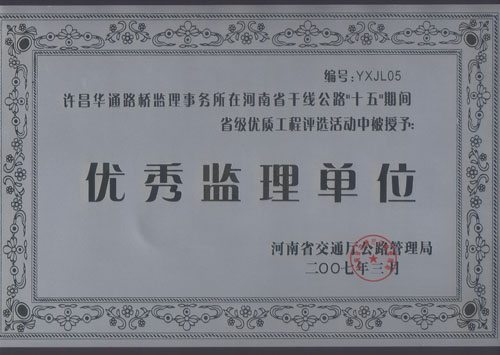 编号:YXJL05
许昌华通路桥监理事务所在河南省干线公路"十五"期间
省级优质工程评选活动中被授予:
优秀监理单位
河南省交通厅公路管理局
二〇〇七年三月